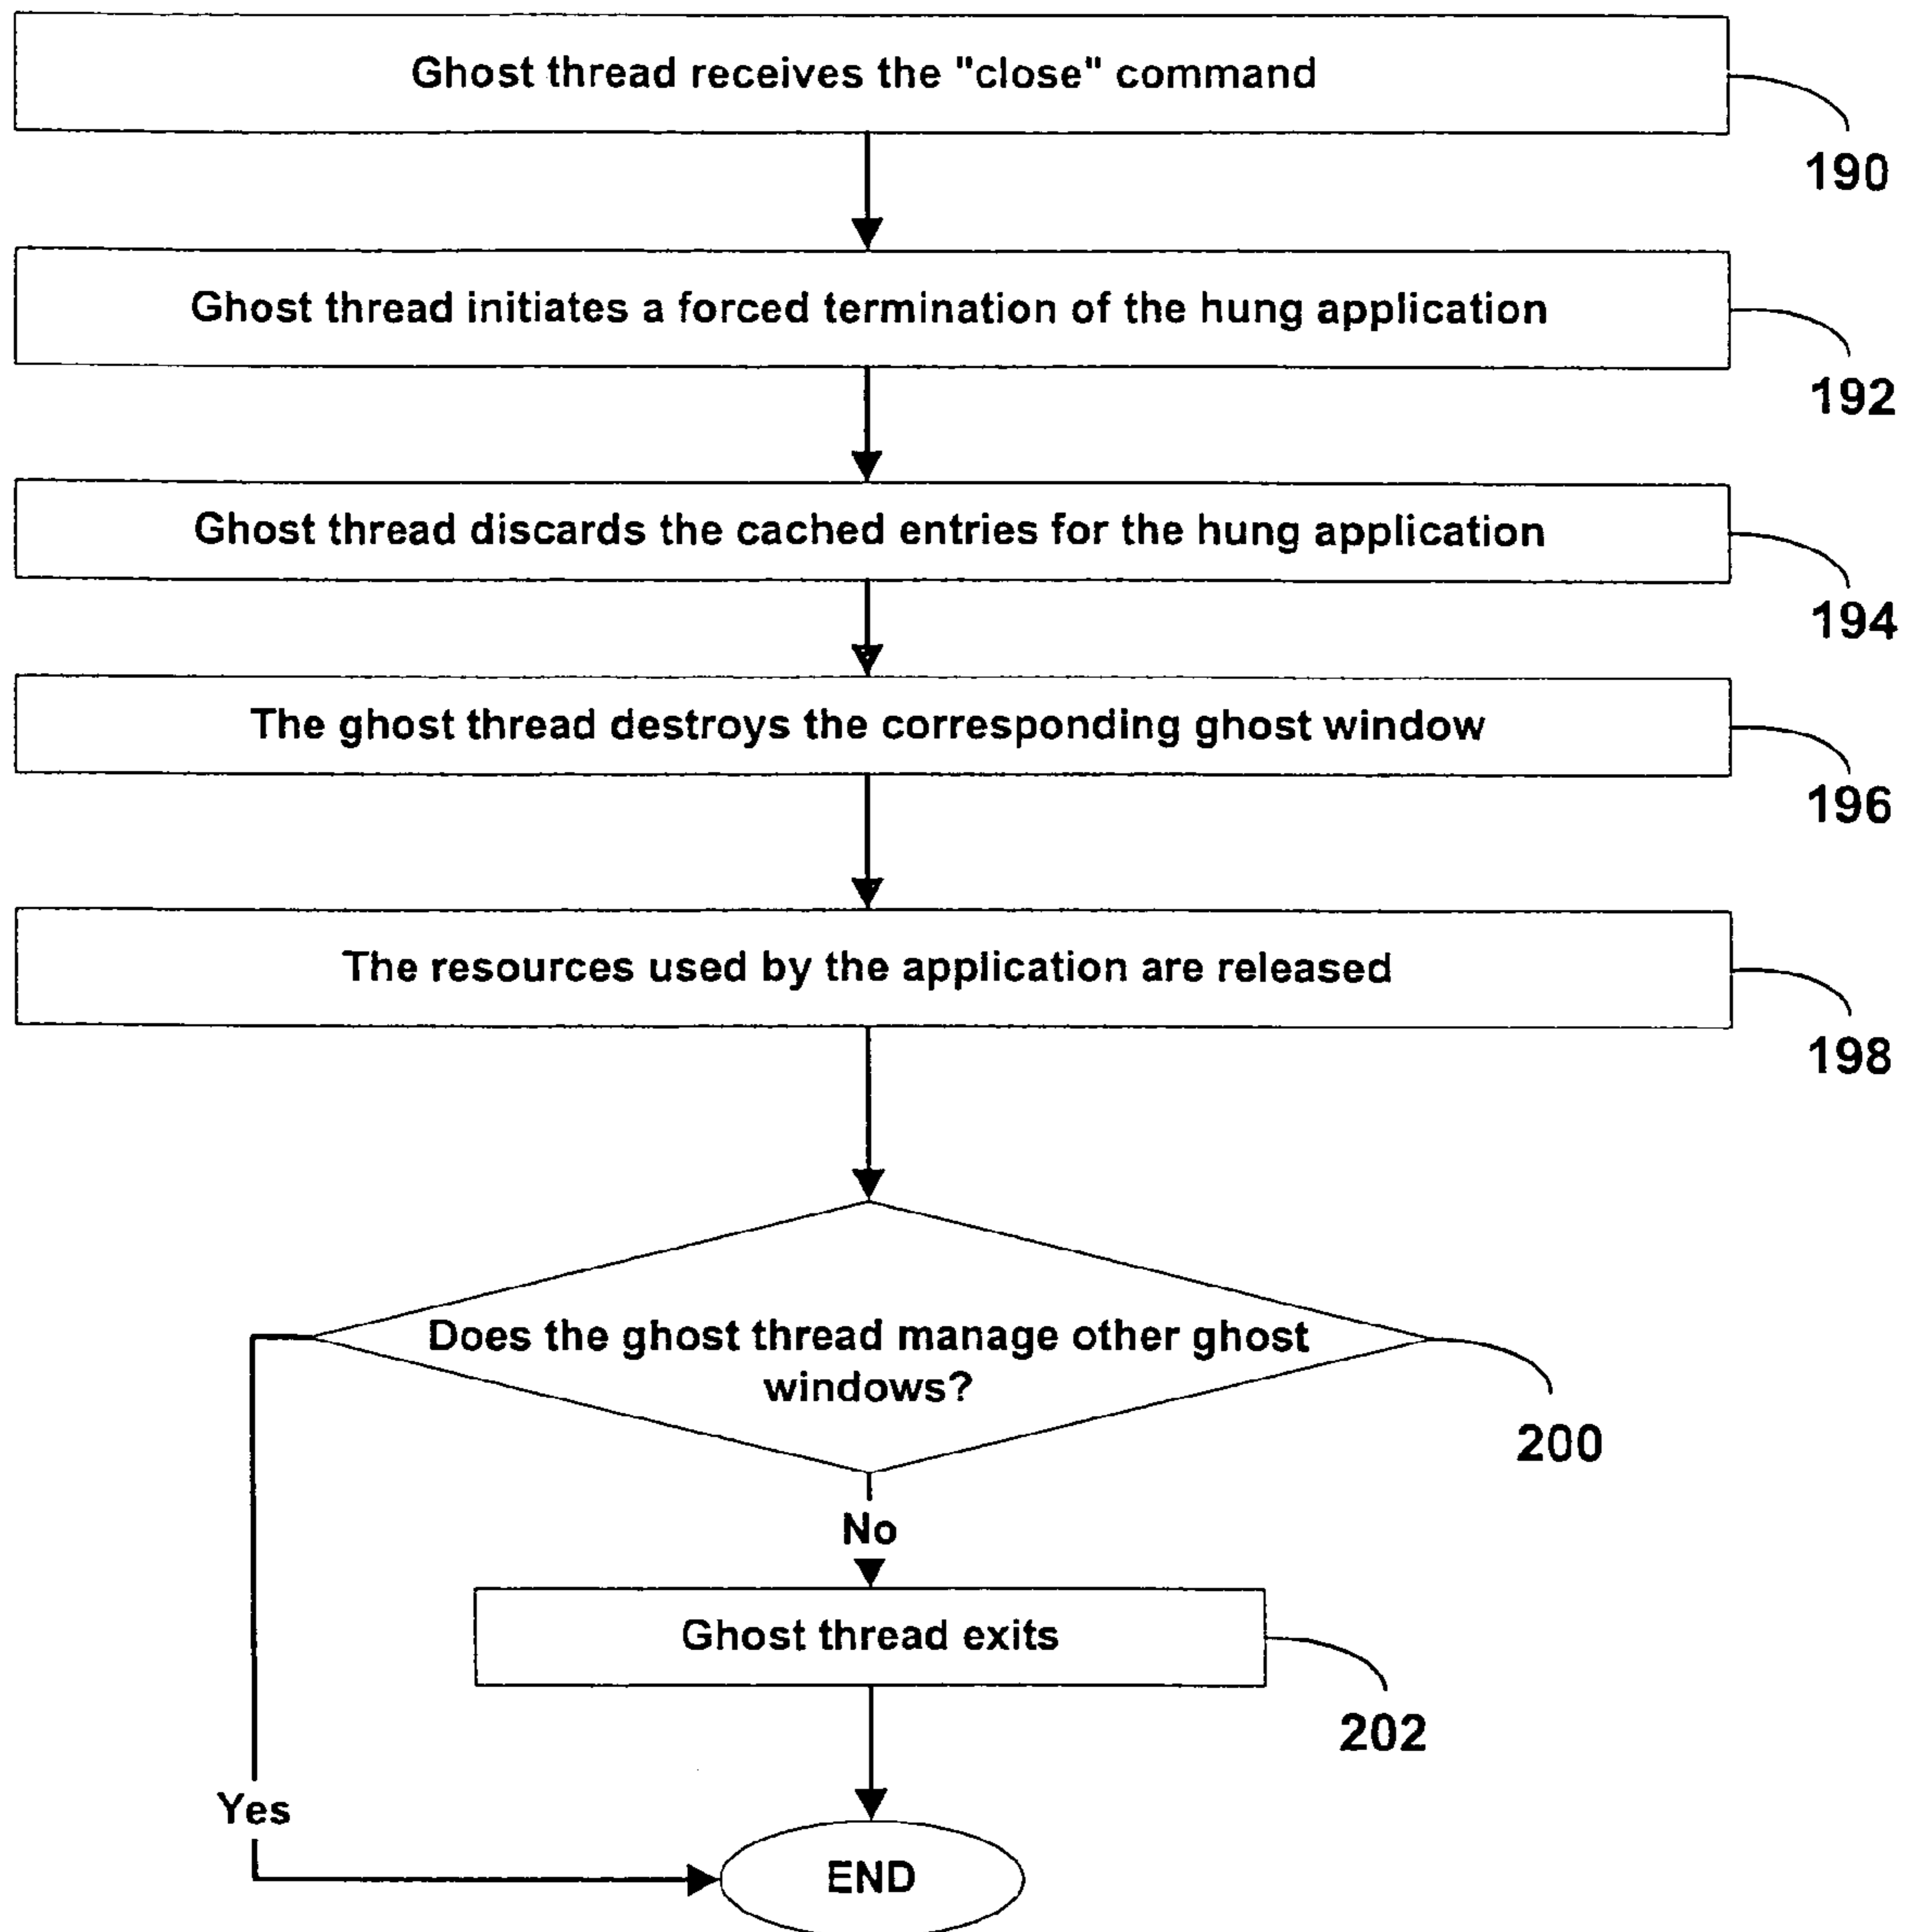 Ghost thread receives the "close" command
190
Ghost thread initiates a forced termination of the hung application
192
Ghost thread discards the cached entries for the hung application
194
The ghost thread destroys the corresponding ghost window
196
The resources used by the application are released
198
Does the ghost thread manage other ghost
windows?
200
No
Ghost thread exits
202
Yes
END